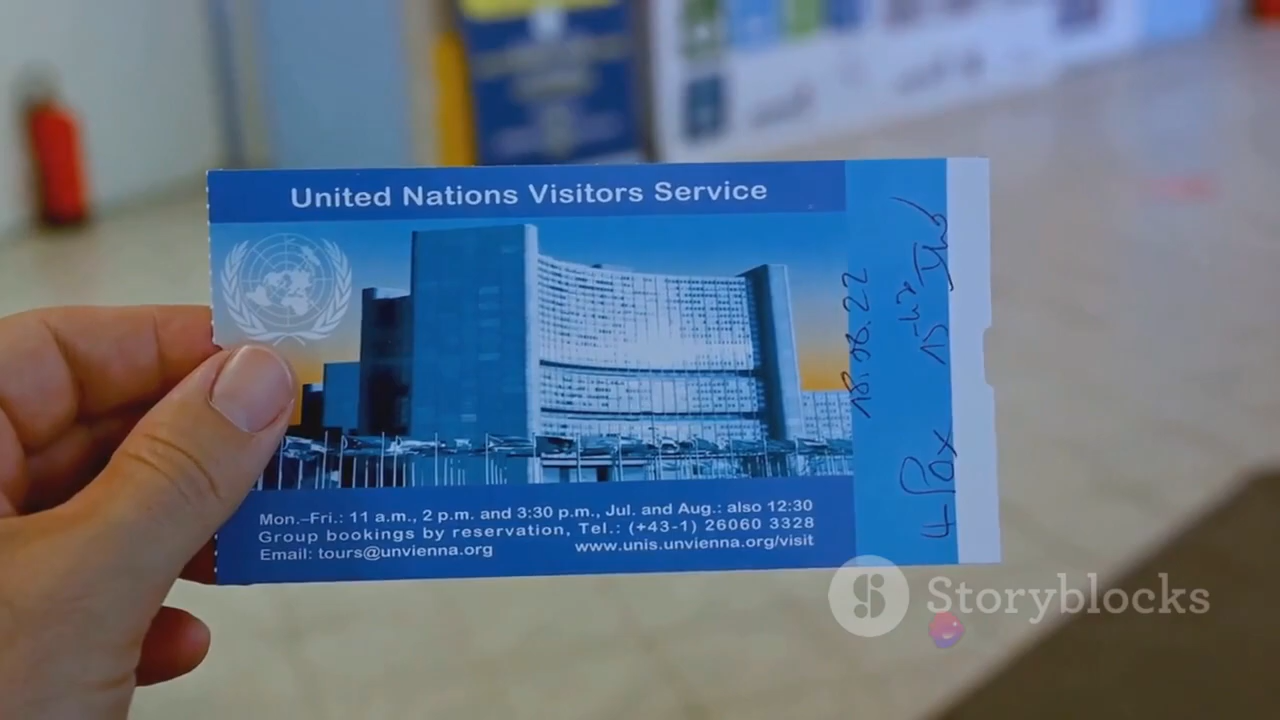 United Nations Visitors Service
Mon.–Fri.: 11 a.m., 2 p.m. and 3:30 p.m., Jul. and Aug.: also 12:30
Group bookings by reservation, Tel.: (+43-1) 26060 3328
Email: tours@unvienna.org www.unis.unvienna.org/visit
18.08.22
4 Pax
Storyblocks